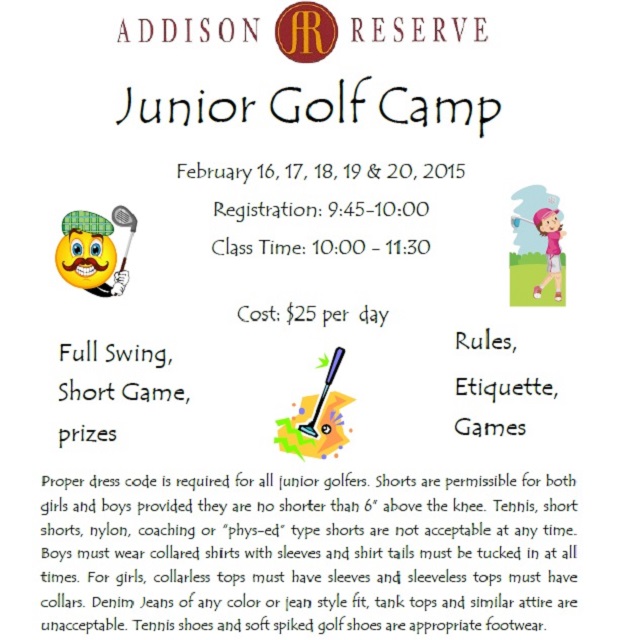 ADDISON AR RESERVE
Junior Golf Camp
February 16, 17, 18, 19 & 20, 2015
Registration: 9:45-10:00
Class Time: 10:00 - 11:30
Cost: $25 per day
Full Swing,
Short Game,
prizes
Rules,
Etiquette,
Games
Proper dress code is required for all junior golfers. Shorts are permissible for both
girls and boys provided they are no shorter than 6” above the knee. Tennis, short
shorts, nylon, coaching or “phys-ed” type shorts are not acceptable at any time.
Boys must wear collared shirts with sleeves and shirt tails must be tucked in at all
times. For girls, collarless tops must have sleeves and sleeveless tops must have
collars. Denim Jeans of any color or jean style fit, tank tops and similar attire are
unacceptable. Tennis shoes and soft spiked golf shoes are appropriate footwear.